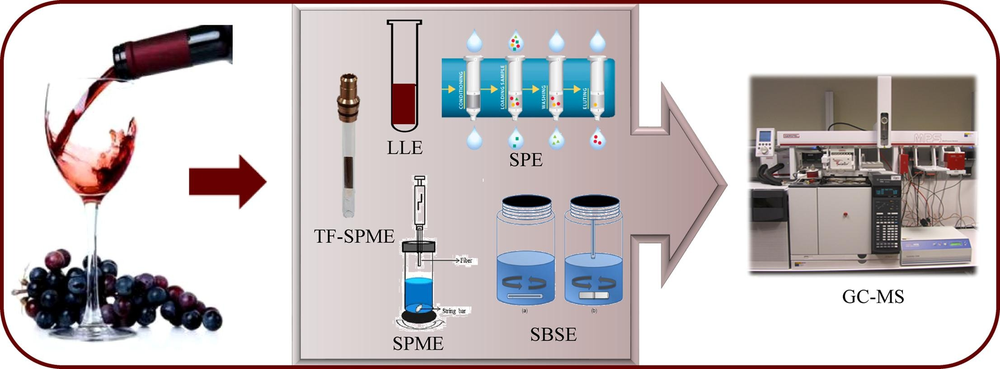 LLE
CONDITIONING
LOADING SAMPLE
WASHING
ELUTING
SPE
TF-SPME
Fiber
String bar
SPME
(a)
(b)
SBSE
GERSTEL
MPS
GC-MS